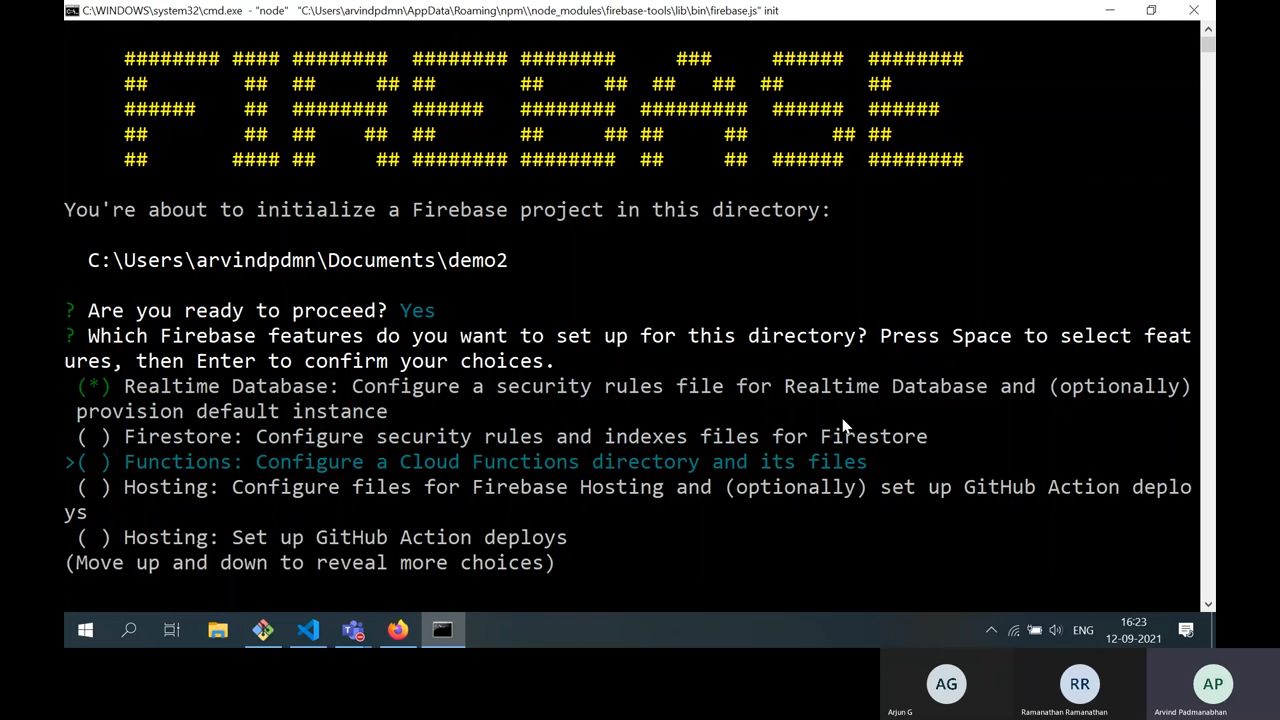 C:\WINDOWS\system32\cmd.exe - "node" "C:\Users\arvindpdmn\AppData\Roaming\npm\\node_modules\firebase-tools\lib\bin\firebase.js" init
FIREBASE
You're about to initialize a Firebase project in this directory:
C:\Users\arvindpdmn\Documents\demo2
? Are you ready to proceed? Yes
? Which Firebase features do you want to set up for this directory? Press Space to select feat
ures, then Enter to confirm your choices.
(*) Realtime Database: Configure a security rules file for Realtime Database and (optionally)
provision default instance
( ) Firestore: Configure security rules and indexes files for Firestore
>( ) Functions: Configure a Cloud Functions directory and its files
( ) Hosting: Configure files for Firebase Hosting and (optionally) set up GitHub Action deplo
ys
( ) Hosting: Set up GitHub Action deploys
(Move up and down to reveal more choices)
ENG
16:23
12-09-2021
AG
RR
AP
Arjun G
Ramanathan Ramanathan
Arvind Padmanabhan